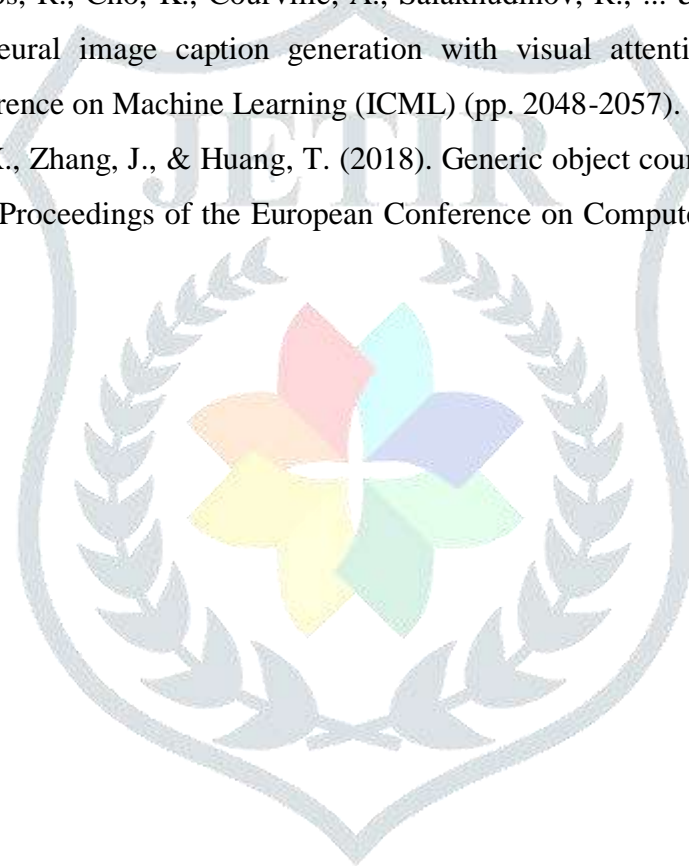 R., Cho, K., Courville, A., Salakhudinov, R., ...
eural image caption generation with visual attenti
rence on Machine Learning (ICML) (pp. 2048-2057).
Zhang, J., & Huang, T. (2018). Generic object cour
Proceedings of the European Conference on Compute
JETIR